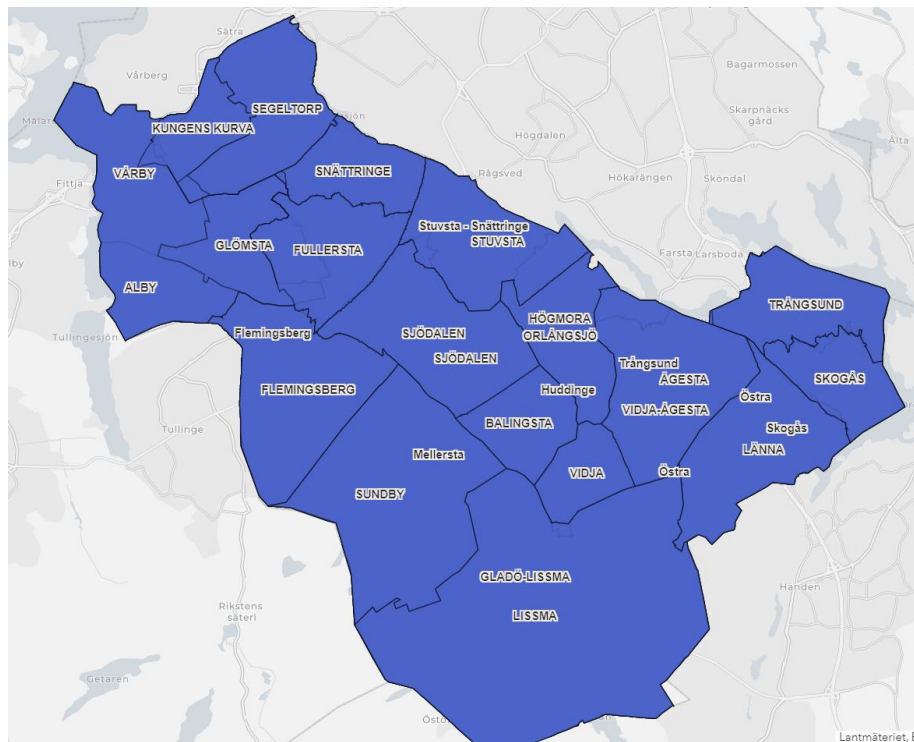 Sätra
Bagarmossen
Vårberg
SEGELTORP
Skarpnäcks
gård
KUNGENS KURVA
Högdalen
Älta
VÅRBY
SNÄTTRINGE
Rågsved
Hökarängen
Sköndal
Fittja
Stuvsta - Snättringe
STUVSTA
GLÖMSTA
FULLERSTA
Farsta
Larsboda
ALBY
TRÅNGSUND
HÖGMORA
ORLÅNGSJÖ
Flemingsberg
SJÖDALEN
Tullingesjön
SJÖDALEN
Trångsund
ÅGESTA
SKOGÅS
FLEMINGSBERG
Huddinge
Östra
VIDJA-ÅGESTA
BALINGSTA
Skogås
Tullinge
LÄNNA
Mellersta
VIDJA
Östra
SUNDBY
GLADÖ-LISSMA
Handen
Rikstens
säteri
LISSMA
Getaren
Lantmäteriet,